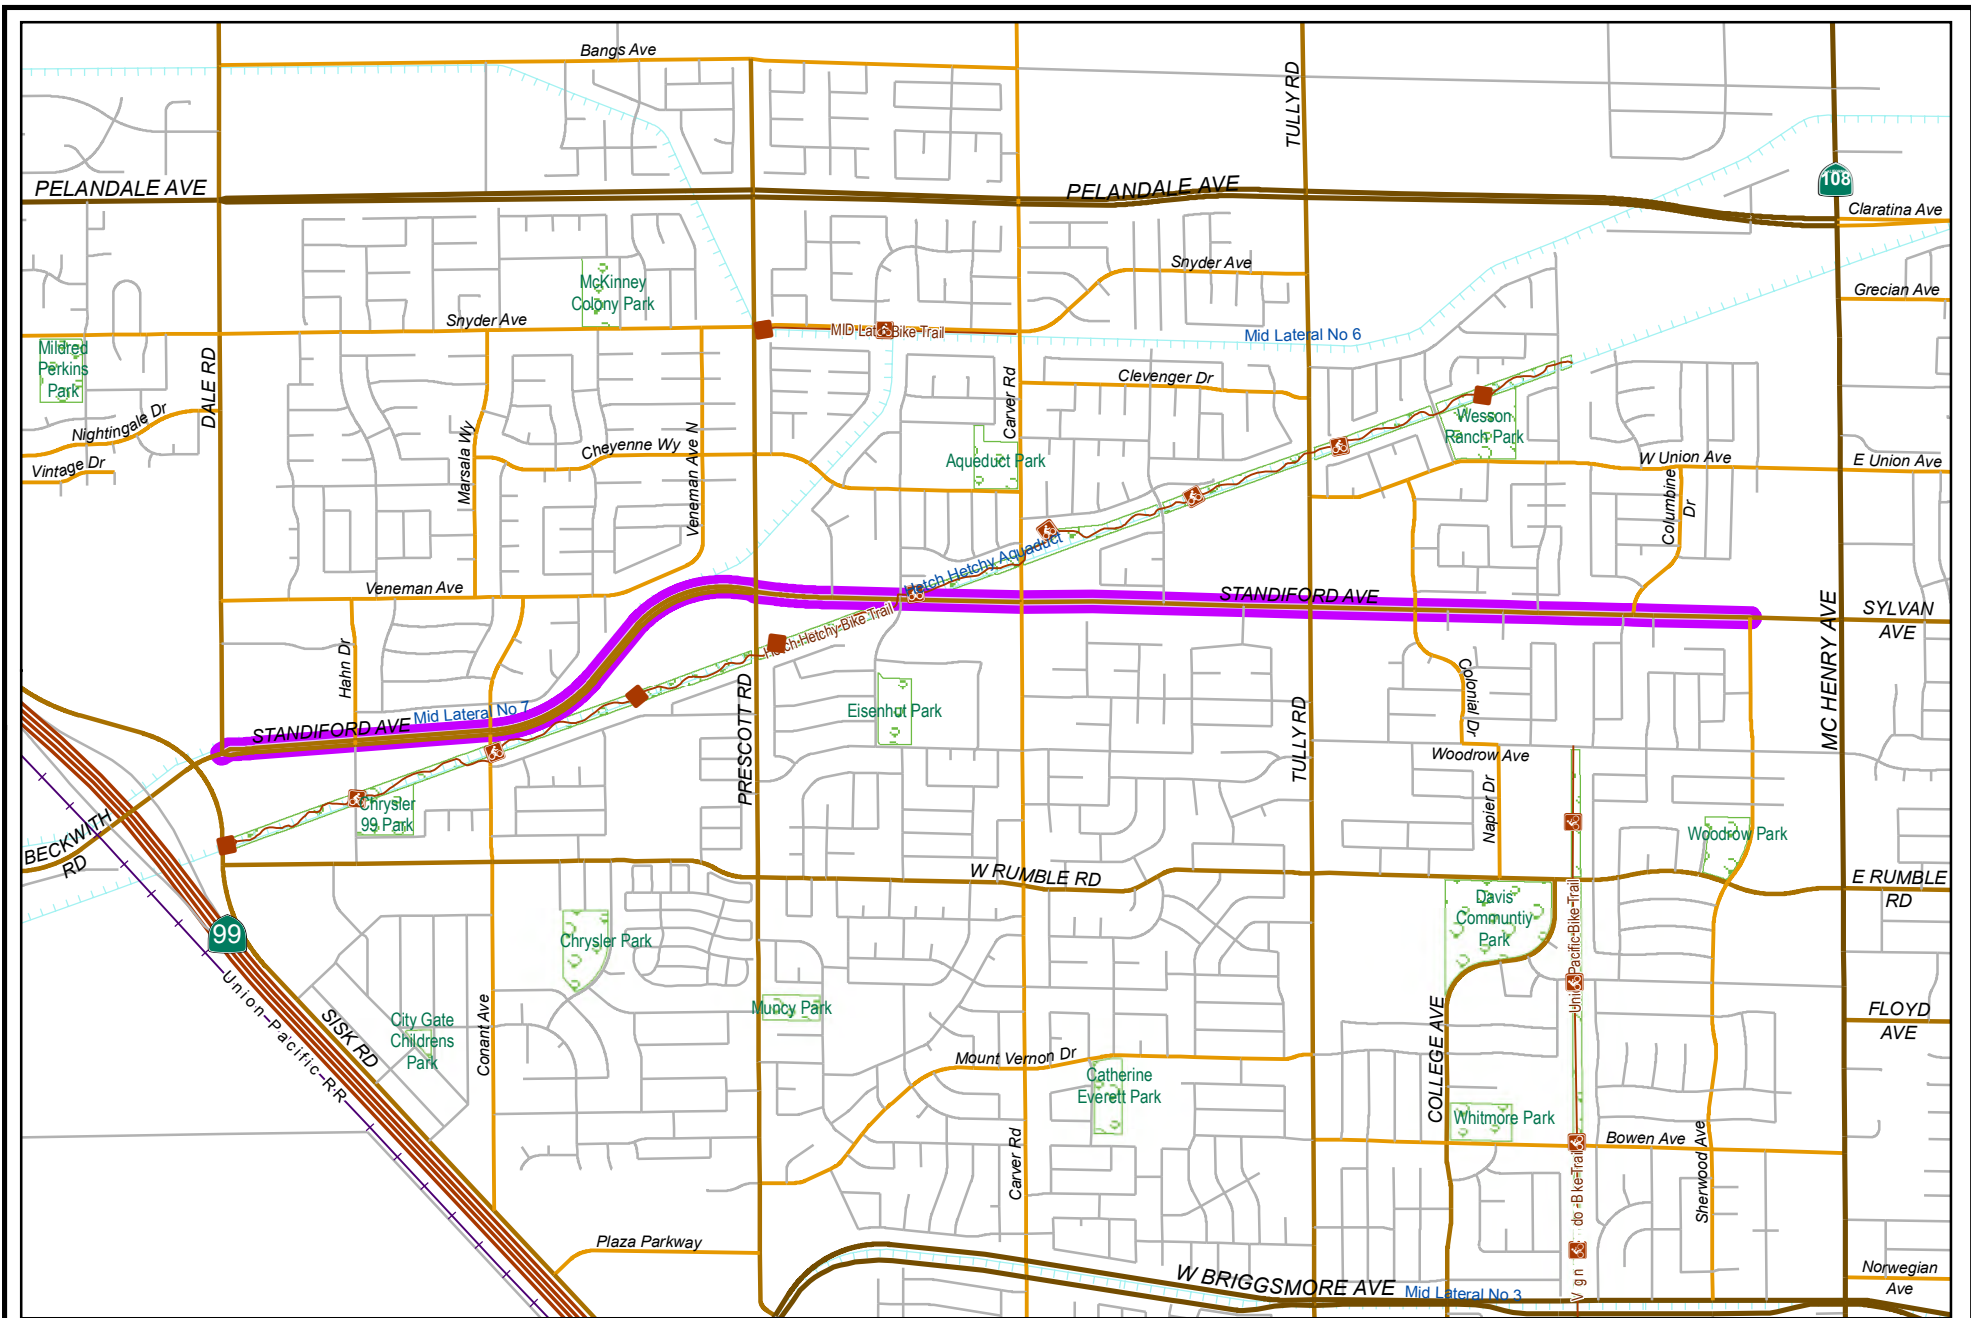 Bangs Ave
TULLY RD
PELANDALE AVE
PELANDALE AVE
108
Claratina Ave
Snyder Ave
McKinney
Colony Park
Grecian Ave
Snyder Ave
MID Lat Bike Trail
Mid Lateral No 6
Mildred
Perkins
Park
DALE RD
Clevenger Dr
Carver Rd
Nightingale Dr
Vintage Dr
Marsala Wy
Cheyenne Wy
Veneman Ave N
Aqueduct Park
Wesson
Ranch Park
W Union Ave
E Union Ave
Columbine
Dr
Hetch Hetchy Aquaduct
Veneman Ave
STANDIFORD AVE
SYLVAN
AVE
MC HENRY AVE
Hetch Hetchy Bike Trail
Hahn Dr
Colonial Dr
STANDIFORD AVE
Mid Lateral No 7
PRESCOTT RD
Eisenhut Park
TULLY RD
Woodrow Ave
Napier Dr
Chrysler
99 Park
BECKWITH
RD
Woodrow Park
W RUMBLE RD
E RUMBLE
RD
Davis
Communtiy
Park
Union Pacific Bike Trail
99
Chrysler Park
Union Pacific RR
SISK RD
City Gate
Childrens
Park
Conant Ave
Muncy Park
FLOYD
AVE
COLLEGE AVE
Mount Vernon Dr
Catherine
Everett Park
Whitmore Park
Bowen Ave
Carver Rd
Sherwood Ave
Plaza Parkway
W BRIGGSMORE AVE
Mid Lateral No 3
Norwegian
Ave